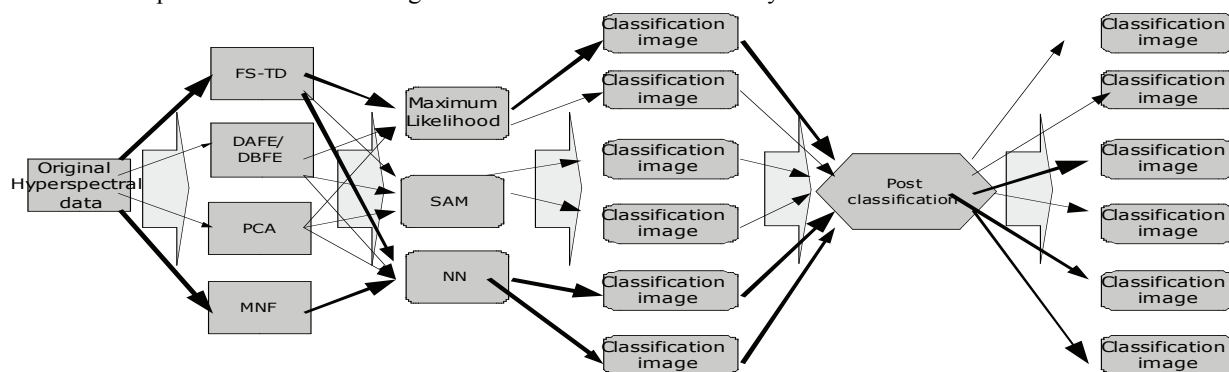 Original
Hyperspectral
data
FS-TD
DAFE/
DBFE
PCA
MNF
Maximum
Likelihood
SAM
NN
Classification
image
Classification
image
Classification
image
Classification
image
Classification
image
Classification
image
Post
classification
Classification
image
Classification
image
Classification
image
Classification
image
Classification
image
Classification
image